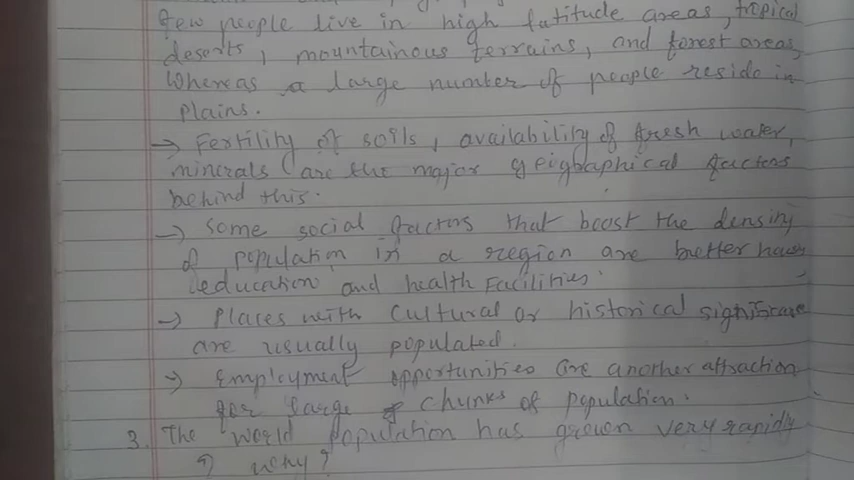 few people live in high latitude areas, tropical
deserts, mountainous terrains, and forest areas,
Whereas a large number of people reside in
plains.
→ Fertility of soils, availability of fresh water,
minerals are the major geigbraphical factors
behind this.
→ Some social factors that boost the density
of population in a region are better
education and health Facilities.
→ Places with cultural or historical significance
are usually populated.
→ Employment opportunities are another attraction
for large chunks of population.
3. The world population has grown very rapidly
why?